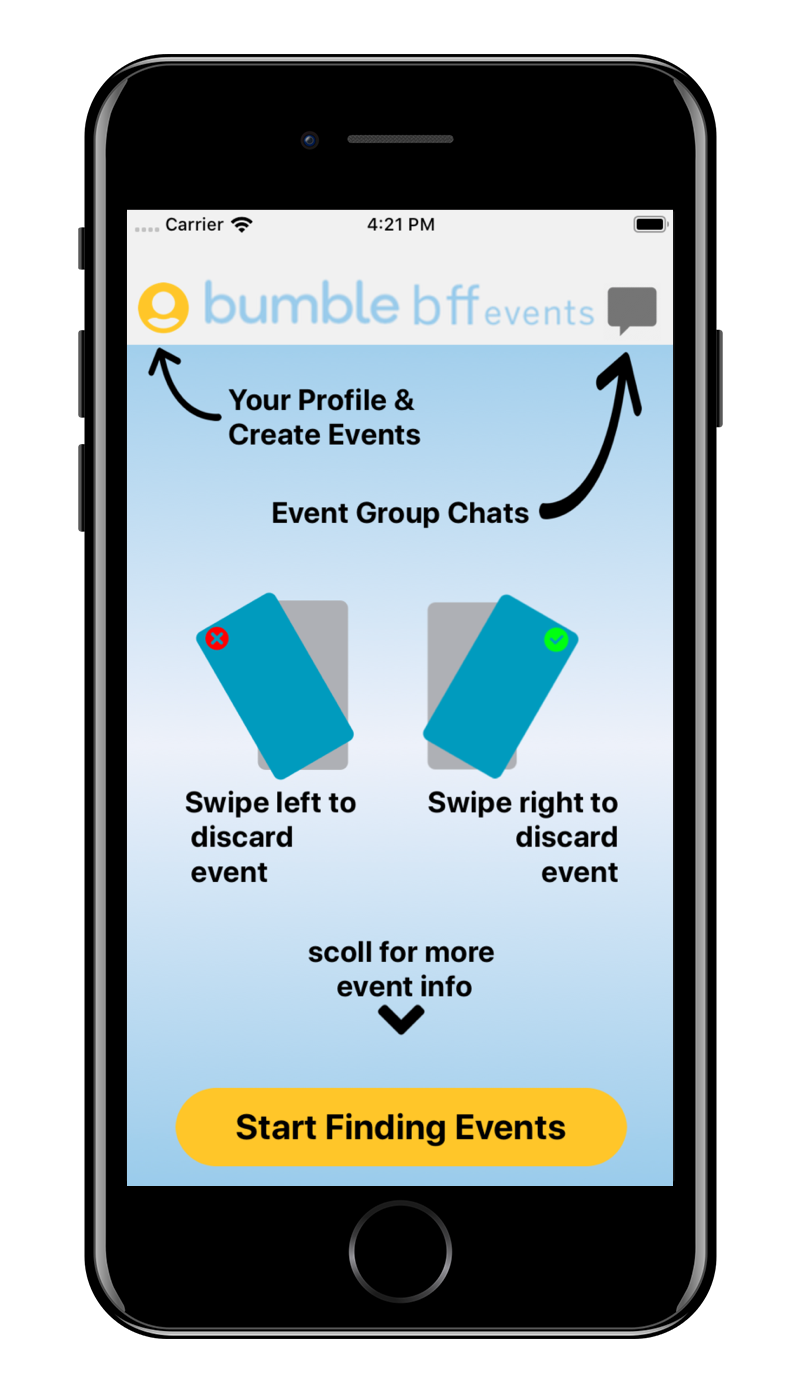 Carrier 4:21 PM
bumble bff events
Your Profile &
Create Events
Event Group Chats
Swipe left to
discard
event
Swipe right to
discard
event
scoll for more
event info
Start Finding Events